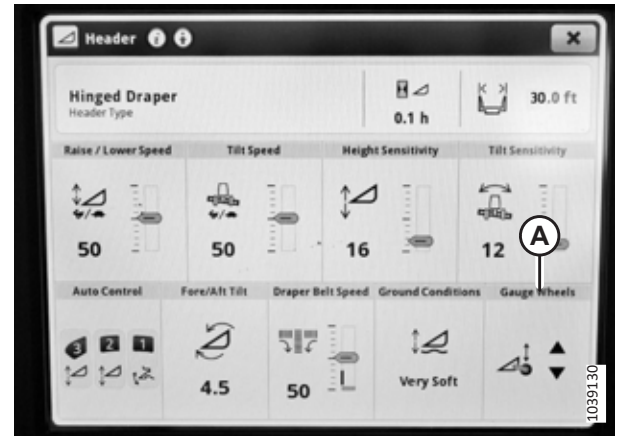 Header
Hinged Draper
Header Type
0.1 h
30.0 ft
Raise / Lower Speed
Tilt Speed
Height Sensitivity
Tilt Sensitivity
50
50
16
12
A
Auto Control
Fore/Aft Tilt
Draper Belt Speed
Ground Conditions
Gauge Wheels
3 2 1
4.5
50
Very Soft
1039130